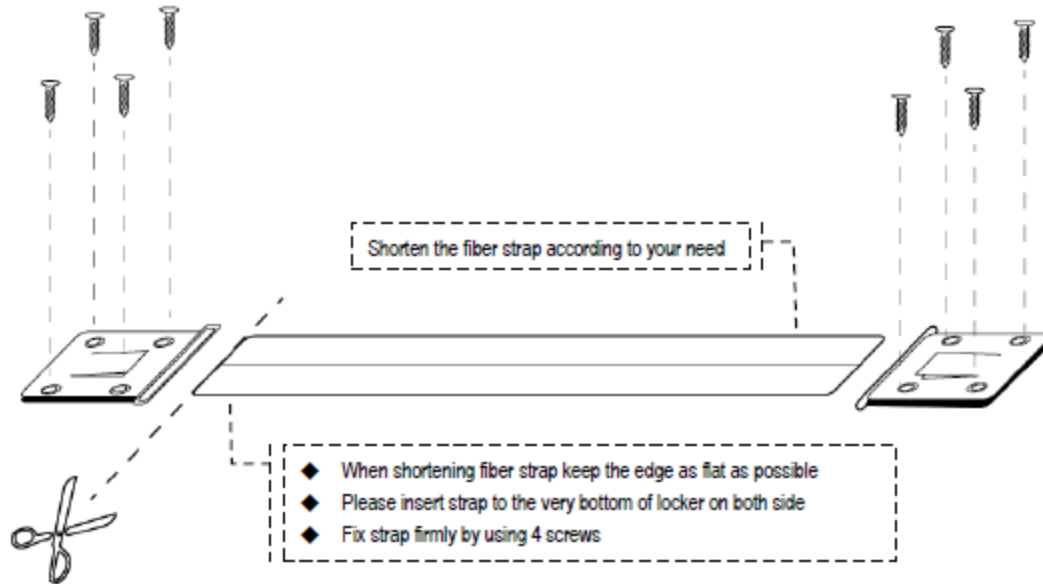 Shorten the fiber strap according to your need
◆ When shortening fiber strap keep the edge as flat as possible
◆ Please insert strap to the very bottom of locker on both side
◆ Fix strap firmly by using 4 screws